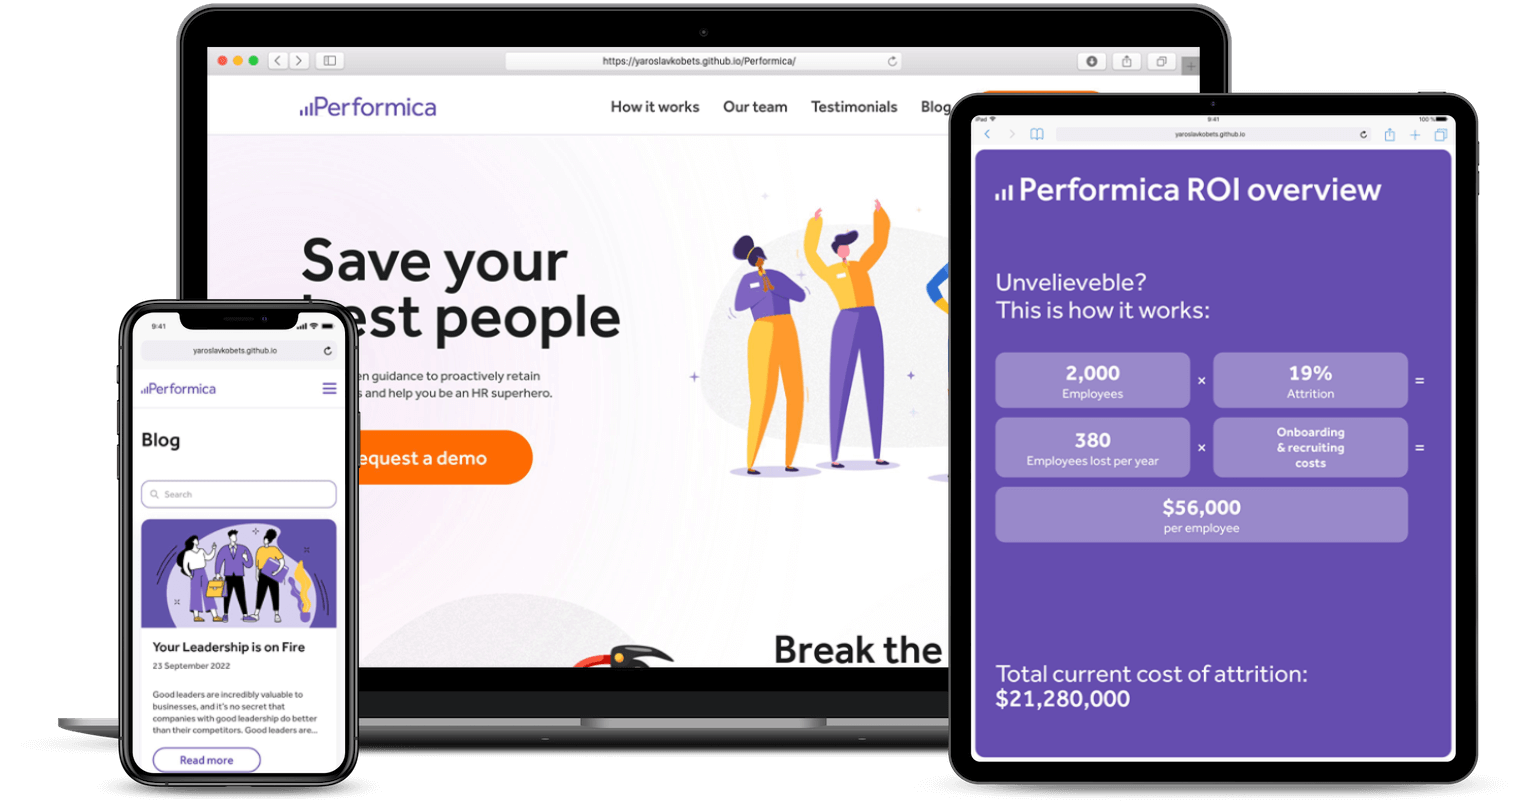 https://yaroslavkobets.github.io/Performica/
Performica
How it works Our team Testimonials Blog
Save your
best people
en guidance to proactively retain
s and help you be an HR superhero.
equest a demo
Break the
9:41
yaroslavkobets.github.io
Performica
Blog
Search
Your Leadership is on Fire
23 September 2022
Good leaders are incredibly valuable to
businesses, and it's no secret that
companies with good leadership do better
than their competitors. Good leaders are...
Read more
iPad 9:41 100 %
yaroslavkobets.github.io
Performica ROI overview
Unvelieveble?
This is how it works:
2,000 × 19% =
Employees Attrition
380 × Onboarding & recruiting costs =
Employees lost per year
$56,000
per employee
Total current cost of attrition:
$21,280,000